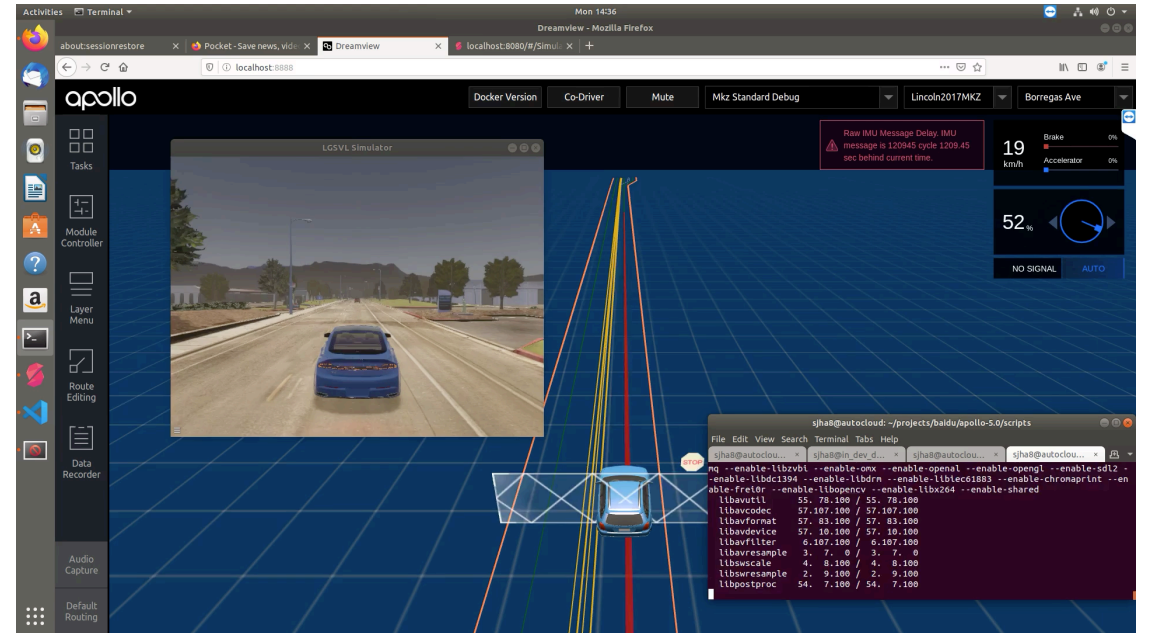 Activities
Terminal
Mon 14:36
Dreamview - Mozilla Firefox
about:sessionrestore
Pocket - Save news, vide
Dreamview
localhost:8080/#/Simula
localhost:8888
apollo
Docker Version
Co-Driver
Mute
Mkz Standard Debug
Lincoln2017MKZ
Borregas Ave
Tasks
Module
Controller
Layer
Menu
Route
Editing
Data
Recorder
Audio
Capture
Default
Routing
LGSVL Simulator
Raw IMU Message Delay. IMU
message is 120945 cycle 1209.45
sec behind current time.
19
km/h
Brake
0%
Accelerator
0%
52%
NO SIGNAL
AUTO
STOP
sjha8@autocloud: ~/projects/baidu/apollo-5.0/scripts
File Edit View Search Terminal Tabs Help
sjha8@autoclou...
sjha8@in_dev_d...
sjha8@autoclou...
sjha8@autoclou...
mq --enable-libzvbi --enable-omx --enable-openal --enable-opengl --enable-sdl2 -
-enable-libdc1394 --enable-libdrm --enable-libiec61883 --enable-chromaprint --en
able-frei0r --enable-libopencv --enable-libx264 --enable-shared
libavutil 55. 78.100 / 55. 78.100
libavcodec 57.107.100 / 57.107.100
libavformat 57. 83.100 / 57. 83.100
libavdevice 57. 10.100 / 57. 10.100
libavfilter 6.107.100 / 6.107.100
libavresample 3. 7. 0 / 3. 7. 0
libswscale 4. 8.100 / 4. 8.100
libswresample 2. 9.100 / 2. 9.100
libpostproc 54. 7.100 / 54. 7.100